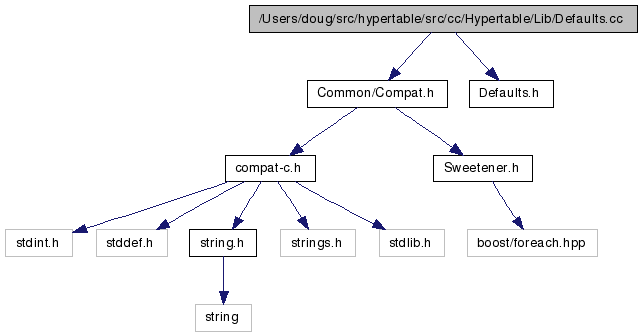 /Users/doug/src/hypertable/src/cc/Hypertable/Lib/Defaults.cc
Common/Compat.h
Defaults.h
compat-c.h
Sweetener.h
stdint.h
stddef.h
string.h
strings.h
stdlib.h
boost/foreach.hpp
string